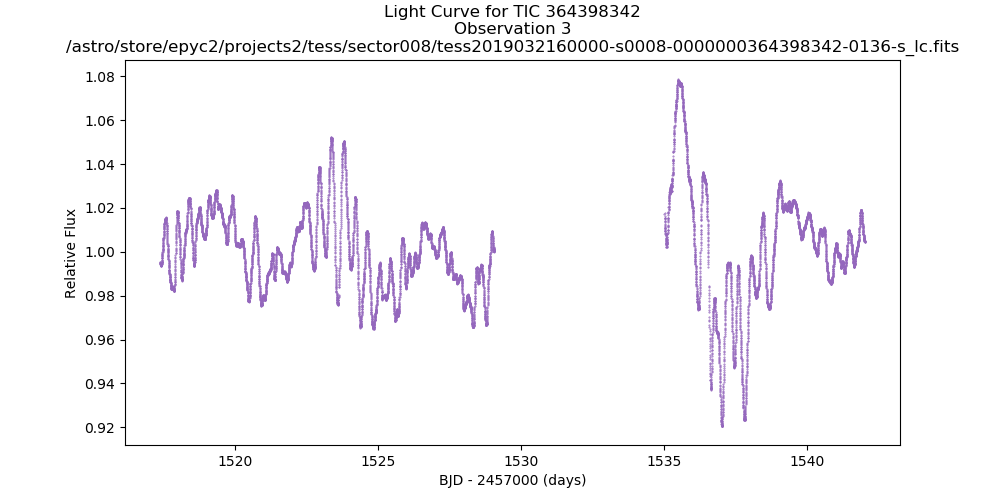 Light Curve for TIC 364398342
Observation 3
/astro/store/epyc2/projects2/tess/sector008/tess2019032160000-s0008-0000000364398342-0136-s_lc.fits
1.08
1.06
1.04
1.02
1.00
0.98
0.96
0.94
0.92
Relative Flux
1520
1525
1530
1535
1540
BJD - 2457000 (days)